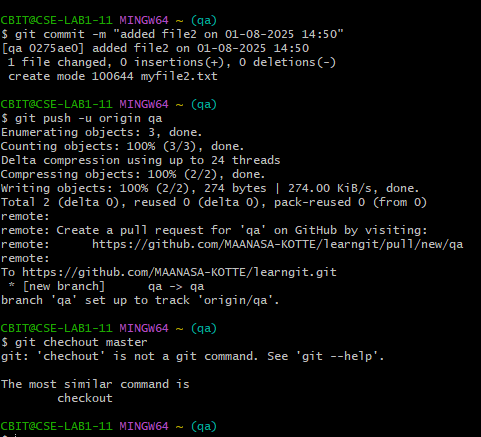 CBIT@CSE-LAB1-11 MINGW64 ~ (qa)
$ git commit -m "added file2 on 01-08-2025 14:50"
[qa 0275ae0] added file2 on 01-08-2025 14:50
 1 file changed, 0 insertions(+), 0 deletions(-)
 create mode 100644 myfile2.txt

CBIT@CSE-LAB1-11 MINGW64 ~ (qa)
$ git push -u origin qa
Enumerating objects: 3, done.
Counting objects: 100% (3/3), done.
Delta compression using up to 24 threads
Compressing objects: 100% (2/2), done.
Writing objects: 100% (2/2), 274 bytes | 274.00 KiB/s, done.
Total 2 (delta 0), reused 0 (delta 0), pack-reused 0 (from 0)
remote:
remote: Create a pull request for 'qa' on GitHub by visiting:
remote:      https://github.com/MAANASA-KOTTE/learngit/pull/new/qa
remote:
To https://github.com/MAANASA-KOTTE/learngit.git
 * [new branch]      qa -> qa
branch 'qa' set up to track 'origin/qa'.

CBIT@CSE-LAB1-11 MINGW64 ~ (qa)
$ git chechout master
git: 'chechout' is not a git command. See 'git --help'.

The most similar command is
        checkout

CBIT@CSE-LAB1-11 MINGW64 ~ (qa)